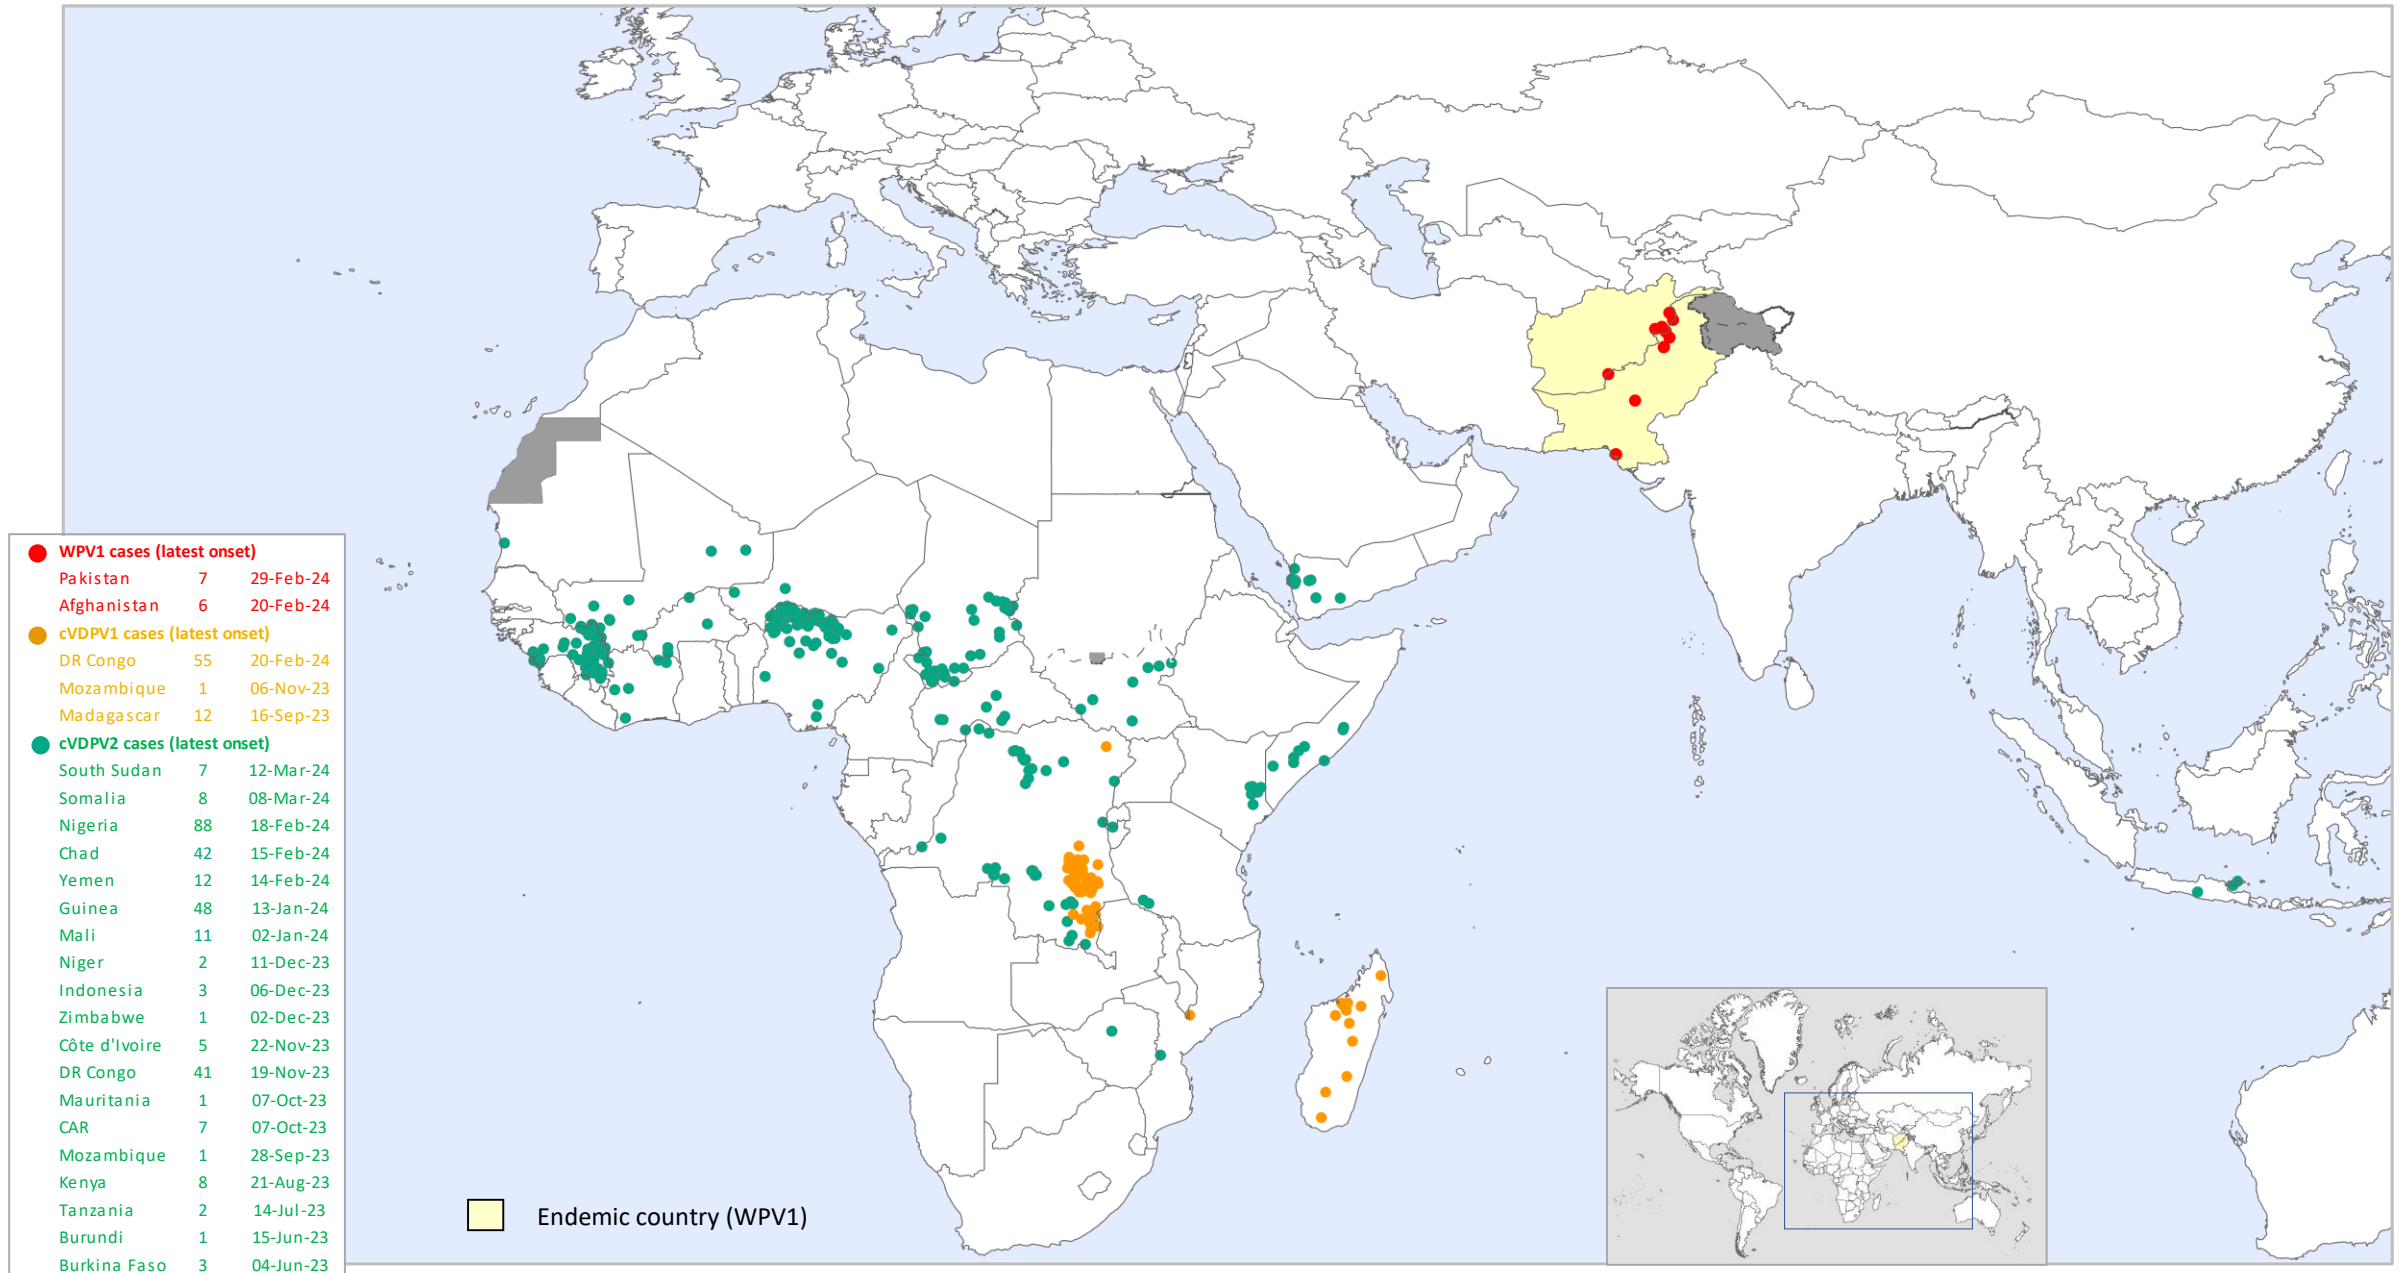 WPV1 cases (latest onset)
Pakistan 7 29-Feb-24
Afghanistan 6 20-Feb-24
cVDPV1 cases (latest onset)
DR Congo 55 20-Feb-24
Mozambique 1 06-Nov-23
Madagascar 12 16-Sep-23
cVDPV2 cases (latest onset)
South Sudan 7 12-Mar-24
Somalia 8 08-Mar-24
Nigeria 88 18-Feb-24
Chad 42 15-Feb-24
Yemen 12 14-Feb-24
Guinea 48 13-Jan-24
Mali 11 02-Jan-24
Niger 2 11-Dec-23
Indonesia 3 06-Dec-23
Zimbabwe 1 02-Dec-23
Côte d'Ivoire 5 22-Nov-23
DR Congo 41 19-Nov-23
Mauritania 1 07-Oct-23
CAR 7 07-Oct-23
Mozambique 1 28-Sep-23
Kenya 8 21-Aug-23
Tanzania 2 14-Jul-23
Burundi 1 15-Jun-23
Burkina Faso 3 04-Jun-23
Endemic country (WPV1)